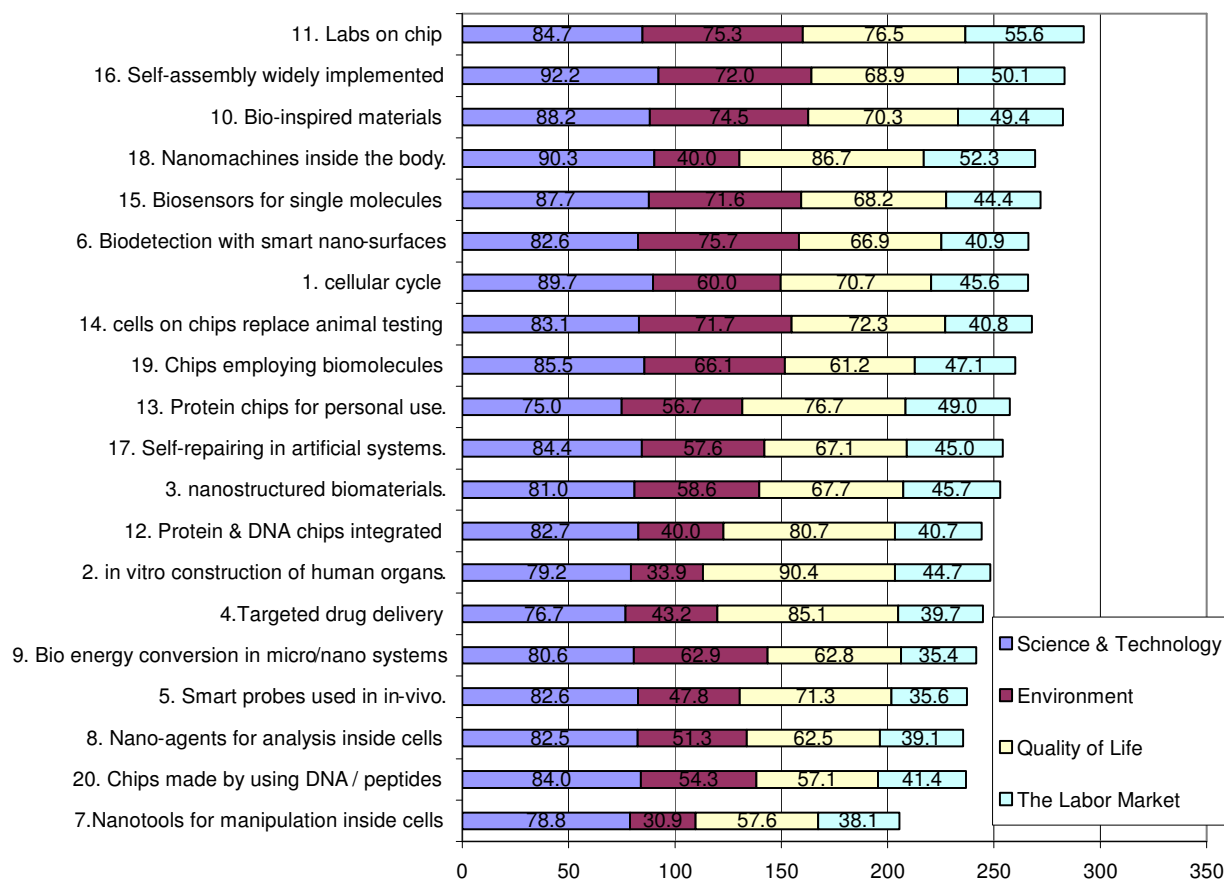 11. Labs on chip 84.7 75.3 76.5 55.6
16. Self-assembly widely implemented 92.2 72.0 68.9 50.1
10. Bio-inspired materials 88.2 74.5 70.3 49.4
18. Nanomachines inside the body. 90.3 40.0 86.7 52.3
15. Biosensors for single molecules 87.7 71.6 68.2 44.4
6. Biodetection with smart nano-surfaces 82.6 75.7 66.9 40.9
1. cellular cycle 89.7 60.0 70.7 45.6
14. cells on chips replace animal testing 83.1 71.7 72.3 40.8
19. Chips employing biomolecules 85.5 66.1 61.2 47.1
13. Protein chips for personal use. 75.0 56.7 76.7 49.0
17. Self-repairing in artificial systems. 84.4 57.6 67.1 45.0
3. nanostructured biomaterials. 81.0 58.6 67.7 45.7
12. Protein & DNA chips integrated 82.7 40.0 80.7 40.7
2. in vitro construction of human organs. 79.2 33.9 90.4 44.7
4.Targeted drug delivery 76.7 43.2 85.1 39.7
9. Bio energy conversion in micro/nano systems 80.6 62.9 62.8 35.4
5. Smart probes used in in-vivo. 82.6 47.8 71.3 35.6
8. Nano-agents for analysis inside cells 82.5 51.3 62.5 39.1
20. Chips made by using DNA / peptides 84.0 54.3 57.1 41.4
7.Nanotools for manipulation inside cells 78.8 30.9 57.6 38.1
0 50 100 150 200 250 300 350
Science & Technology
Environment
Quality of Life
The Labor Market